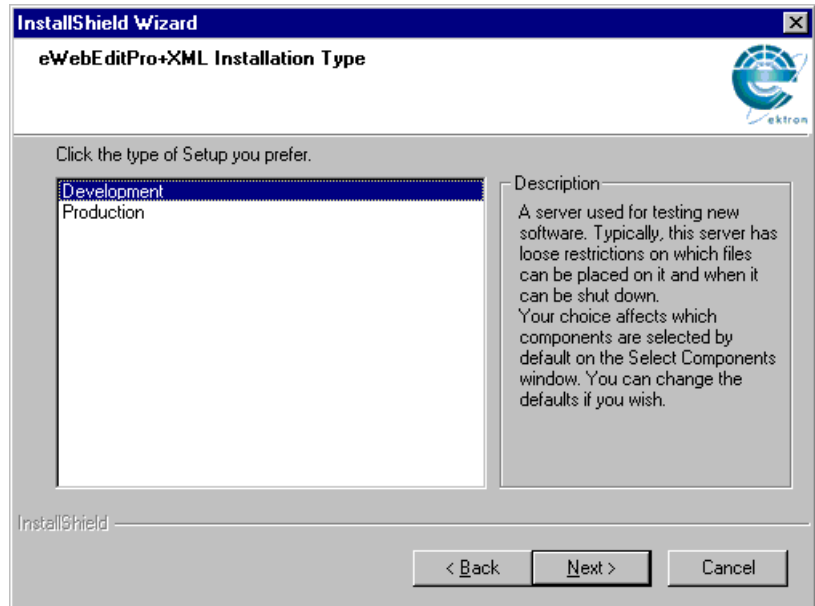 InstallShield Wizard
eWebEditPro+XML Installation Type
ektron
Click the type of Setup you prefer.
Development
Production
Description
A server used for testing new
software. Typically, this server has
loose restrictions on which files
can be placed on it and when it
can be shut down.
Your choice affects which
components are selected by
default on the Select Components
window. You can change the
defaults if you wish.
InstallShield
< Back
Next >
Cancel